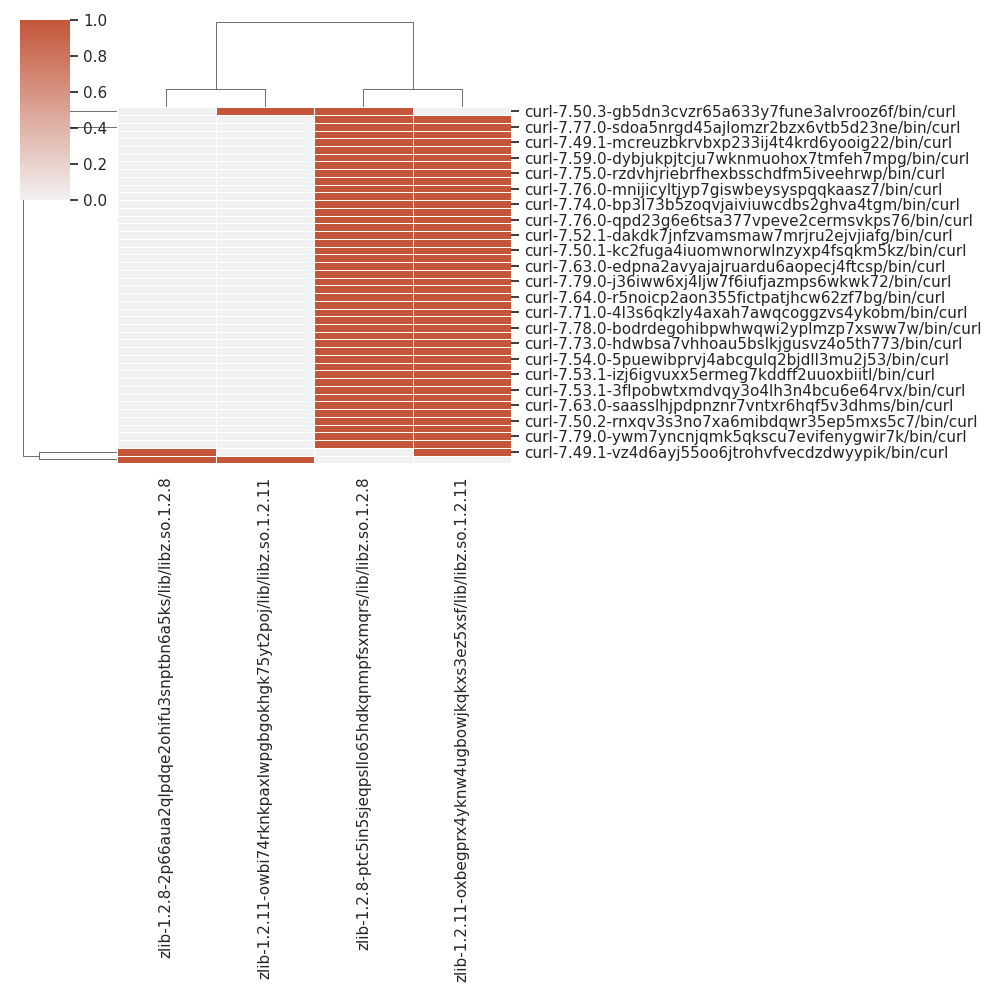 1.0
0.8
0.6
0.4
0.2
0.0
curl-7.50.3-gb5dn3cvzr65a633y7fune3alvrooz6f/bin/curl
curl-7.77.0-sdoa5nrgd45ajlomzr2bzx6vtb5d23ne/bin/curl
curl-7.49.1-mcreuzbkrvbxp233ij4t4krd6yooig22/bin/curl
curl-7.59.0-dybjukpjtcju7wknmuohox7tmfeh7mpg/bin/curl
curl-7.75.0-rzdvhjriebrfhexbsschdfm5iveehrwp/bin/curl
curl-7.76.0-mnijicyltjyp7giswbeysyspqqkaasz7/bin/curl
curl-7.74.0-bp3l73b5zoqvjaiviuwcdbs2ghva4tgm/bin/curl
curl-7.76.0-qpd23g6e6tsa377vpeve2cermsvkps76/bin/curl
curl-7.52.1-dakdk7jnfzvamsmaw7mrjru2ejvjiafg/bin/curl
curl-7.50.1-kc2fuga4iuomwnorwlnzyxp4fsqkm5kz/bin/curl
curl-7.63.0-edpna2avyajajruardu6aopecj4ftcsp/bin/curl
curl-7.79.0-j36iww6xj4ljw7f6iufjazmps6wkwk72/bin/curl
curl-7.64.0-r5noicp2aon355fictpatjhcw62zf7bg/bin/curl
curl-7.71.0-4l3s6qkzly4axah7awqcoggzvs4ykobm/bin/curl
curl-7.78.0-bodrdegohibpwhwqwi2yplmzp7xsww7w/bin/curl
curl-7.73.0-hdwbsa7vhhoau5bslkjgusvz4o5th773/bin/curl
curl-7.54.0-5puewibprvj4abcgulg2bjdll3mu2j53/bin/curl
curl-7.53.1-izj6igvuxx5ermeg7kddff2uuoxbiitl/bin/curl
curl-7.53.1-3flpobwtxmdvqy3o4lh3n4bcu6e64rvx/bin/curl
curl-7.63.0-saasslhjpdpnznr7vntxr6hqf5v3dhms/bin/curl
curl-7.50.2-rnxqv3s3no7xa6mibdqwr35ep5mxs5c7/bin/curl
curl-7.79.0-ywm7yncnjqmk5qkscu7evifenygwir7k/bin/curl
curl-7.49.1-vz4d6ayj55oo6jtrohvfvecdzdwyypik/bin/curl
zlib-1.2.8-2p66aua2qlpdqe2ohifu3snptbn6a5ks/lib/libz.so.1.2.8
zlib-1.2.11-owbi74rknkpaxlwpgbgokhgk75yt2poj/lib/libz.so.1.2.11
zlib-1.2.8-ptc5in5sjeqpsllo65hdkqnmpfsxmqrs/lib/libz.so.1.2.8
zlib-1.2.11-oxbegprx4yknw4ugbowjkqkxs3ez5xsf/lib/libz.so.1.2.11